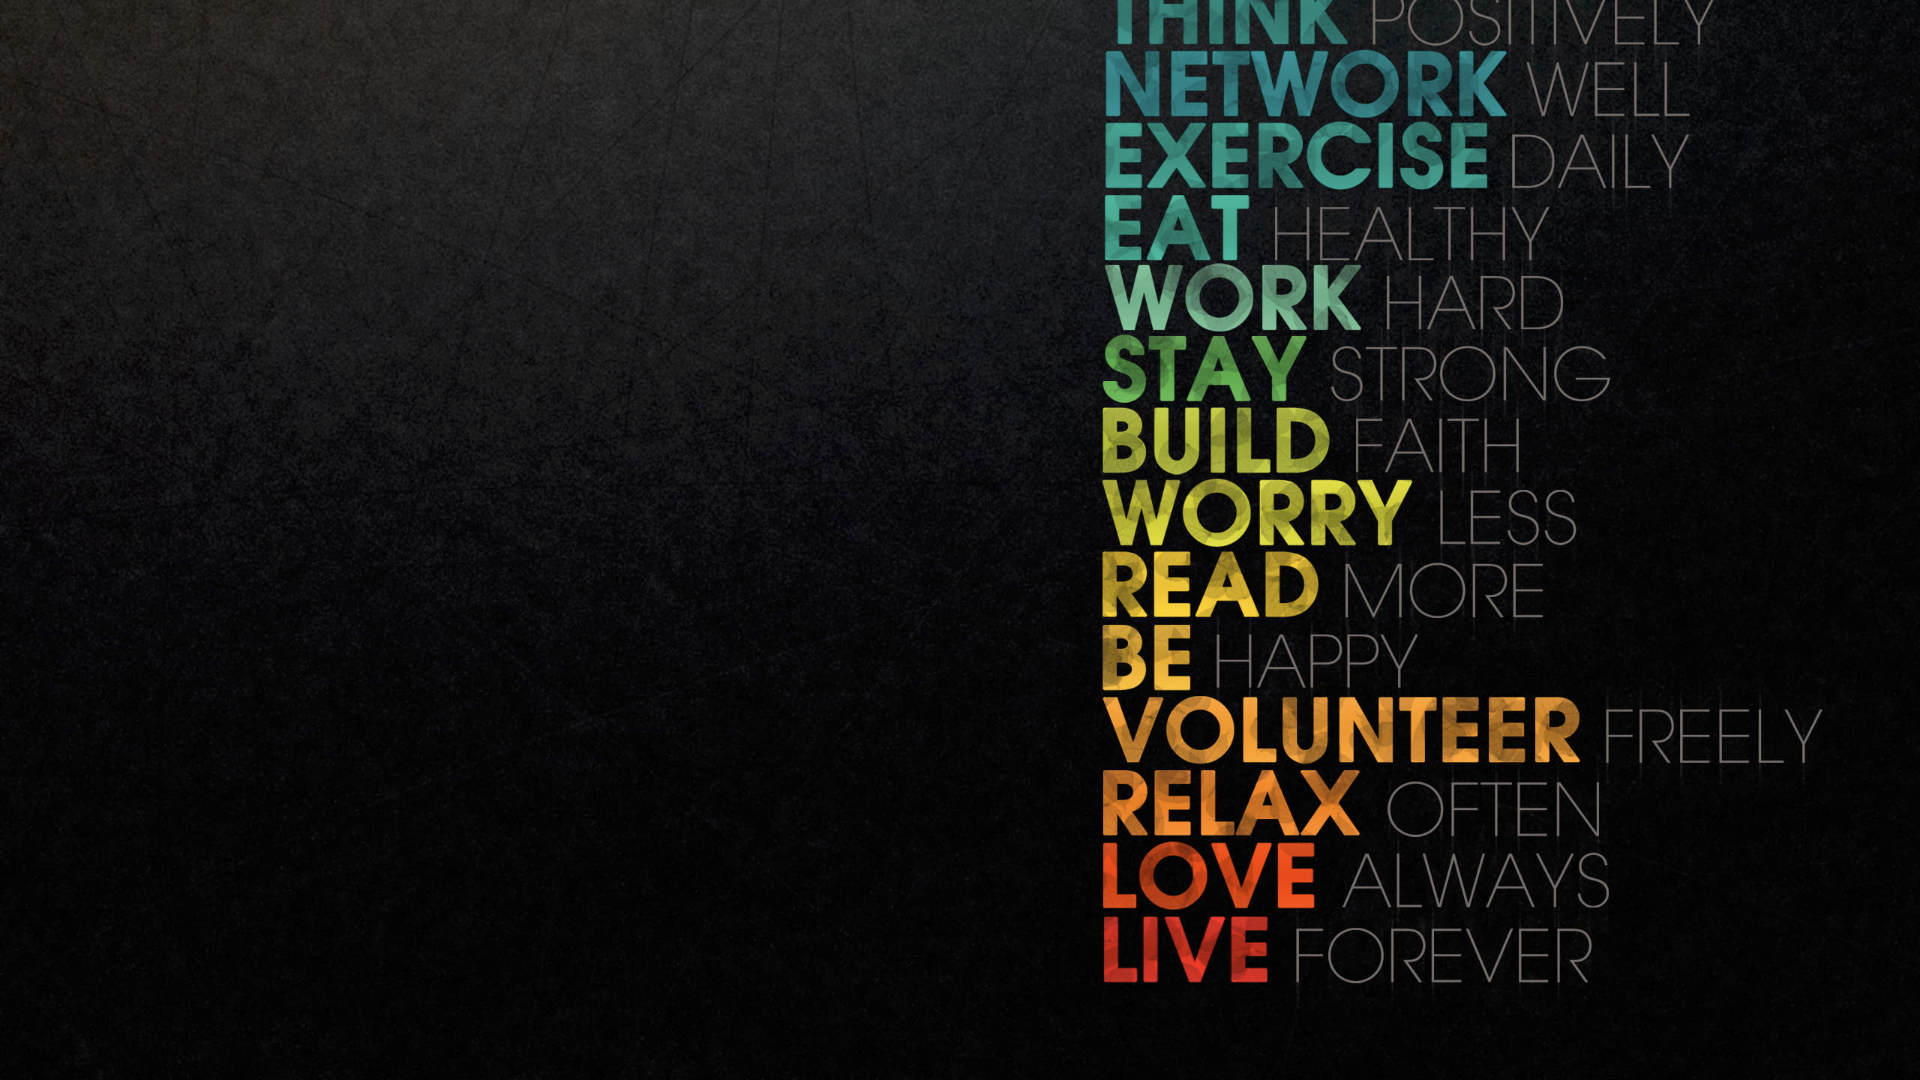 THINK POSITIVELY
NETWORK WELL
EXERCISE DAILY
EAT HEALTHY
WORK HARD
STAY STRONG
BUILD FAITH
WORRY LESS
READ MORE
BE HAPPY
VOLUNTEER FREELY
RELAX OFTEN
LOVE ALWAYS
LIVE FOREVER